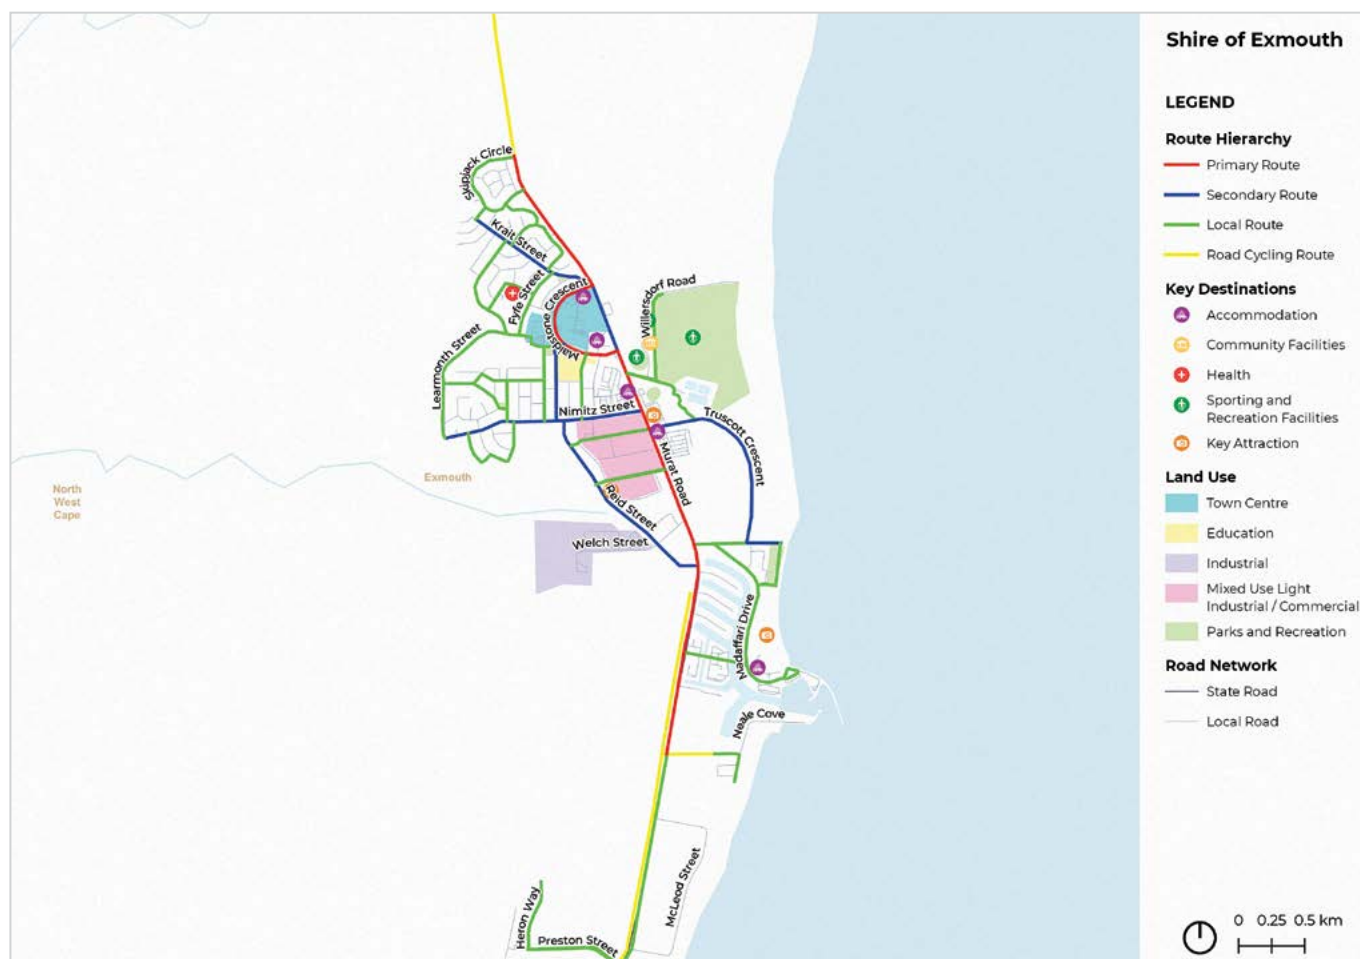 Shire of Exmouth
LEGEND
Route Hierarchy
Primary Route
Secondary Route
Local Route
Road Cycling Route
Key Destinations
Accommodation
Community Facilities
Health
Sporting and
Recreation Facilities
Key Attraction
Land Use
Town Centre
Education
Industrial
Mixed Use Light
Industrial / Commercial
Parks and Recreation
Road Network
State Road
Local Road
0 0.25 0.5 km
Skipjack Circle
Krait Street
Fyfe Street
Maidstone Crescent
Willersdorf Road
Learmonth Street
Nimitz Street
Truscott Crescent
Murat Road
Exmouth
North
West
Cape
Reid Street
Welch Street
Madaffari Drive
Neale Cove
McLeod Street
Heron Way
Preston Street